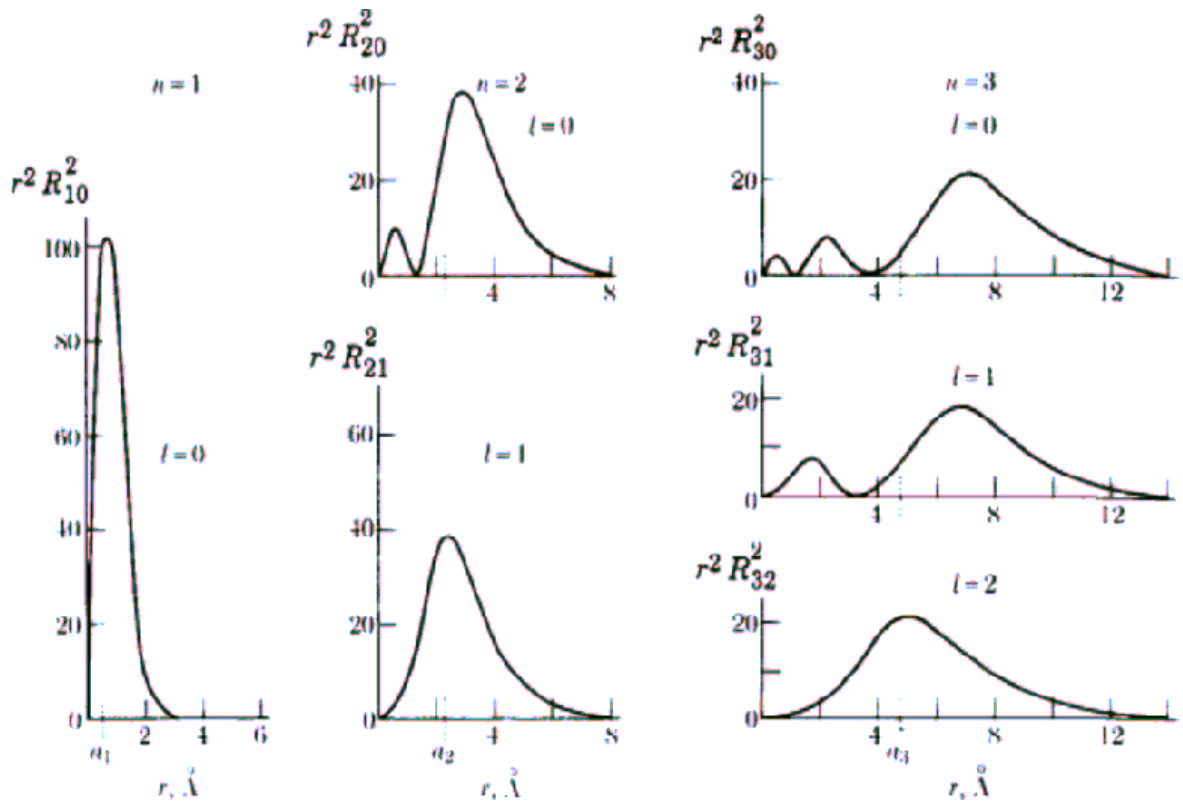 n = 1
r² R²₁₀
100
80
60
40
20
0
l = 0
2 4 6
a₁
r, Å
r² R²₂₀
n = 2
l = 0
40
20
0
4 8
r² R²₂₁
l = 1
60
40
20
0
4 8
a₂
r, Å
r² R²₃₀
n = 3
l = 0
40
20
0
4 8 12
r² R²₃₁
l = 1
20
0
4 8 12
r² R²₃₂
l = 2
20
0
4 8 12
a₃
r, Å